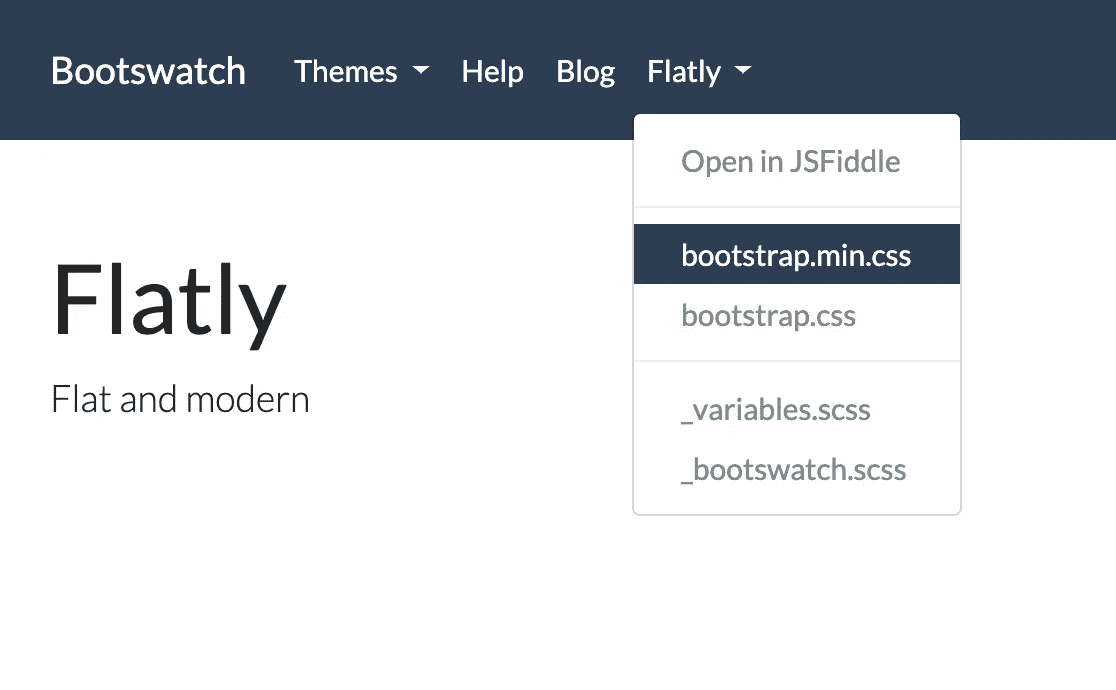 Bootswatch Themes Help Blog Flatly
Open in JSFiddle
bootstrap.min.css
bootstrap.css
_variables.scss
_bootswatch.scss
Flatly
Flat and modern